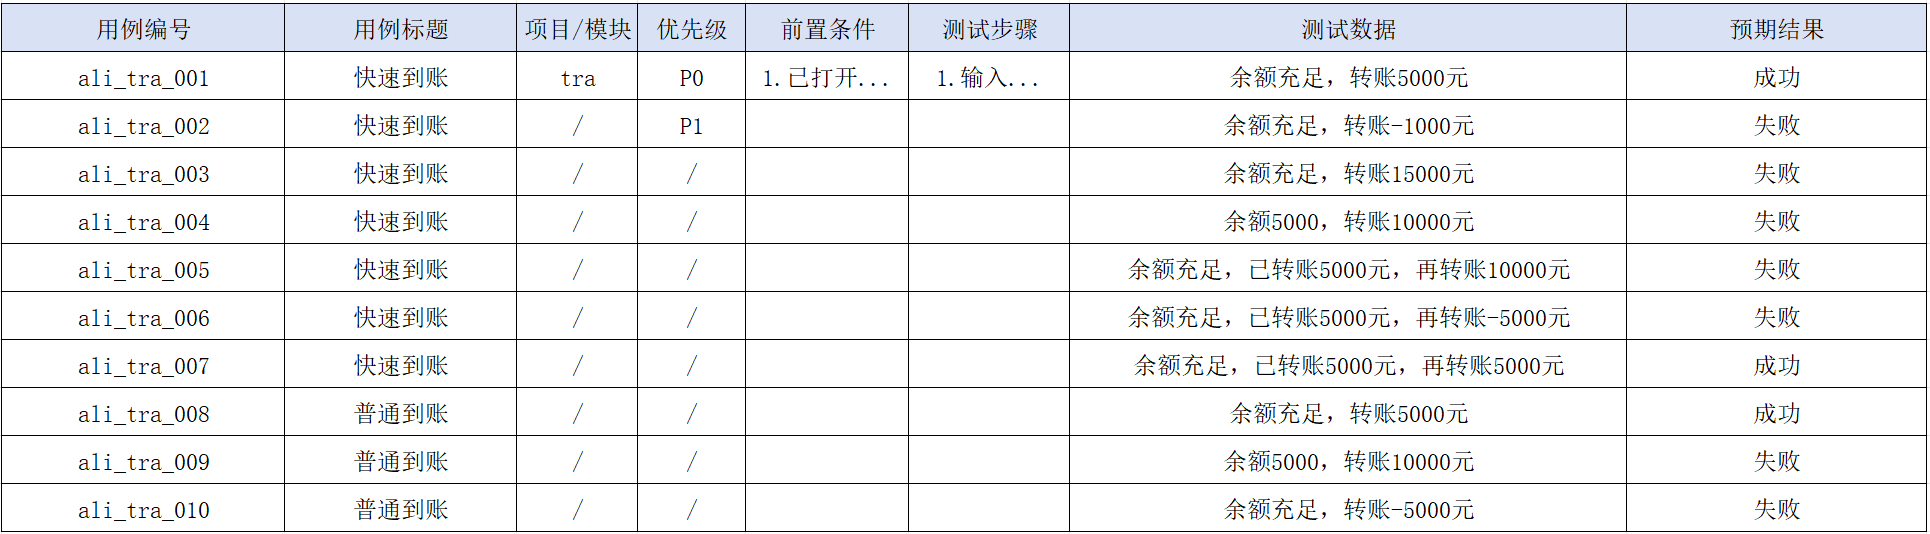 用例编号 用例标题 项目/模块 优先级 前置条件 测试步骤 测试数据 预期结果
ali_tra_001 快速到账 tra P0 1.已打开... 1.输入... 余额充足，转账5000元 成功
ali_tra_002 快速到账 / P1 余额充足，转账-1000元 失败
ali_tra_003 快速到账 / / 余额充足，转账15000元 失败
ali_tra_004 快速到账 / / 余额5000，转账10000元 失败
ali_tra_005 快速到账 / / 余额充足，已转账5000元，再转账10000元 失败
ali_tra_006 快速到账 / / 余额充足，已转账5000元，再转账-5000元 失败
ali_tra_007 快速到账 / / 余额充足，已转账5000元，再转账5000元 成功
ali_tra_008 普通到账 / / 余额充足，转账5000元 成功
ali_tra_009 普通到账 / / 余额5000，转账10000元 失败
ali_tra_010 普通到账 / / 余额充足，转账-5000元 失败